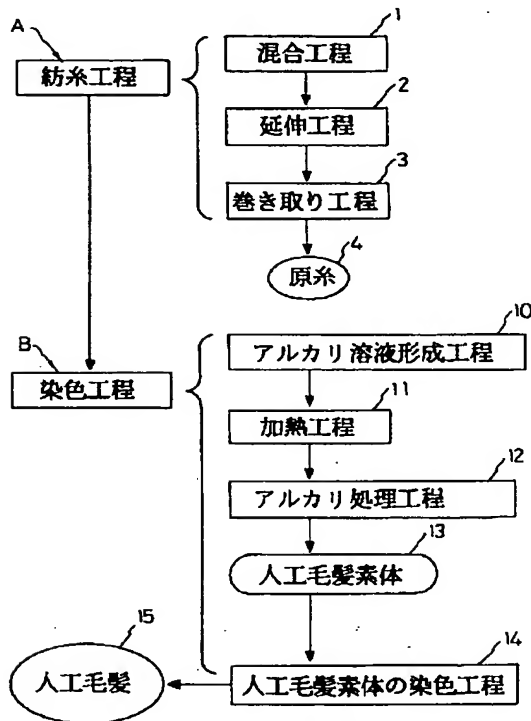 A
紡糸工程
1
混合工程
2
延伸工程
3
巻き取り工程
4
原糸
B
染色工程
10
アルカリ溶液形成工程
11
加熱工程
12
アルカリ処理工程
13
人工毛髪素体
14
人工毛髪素体の染色工程
15
人工毛髪